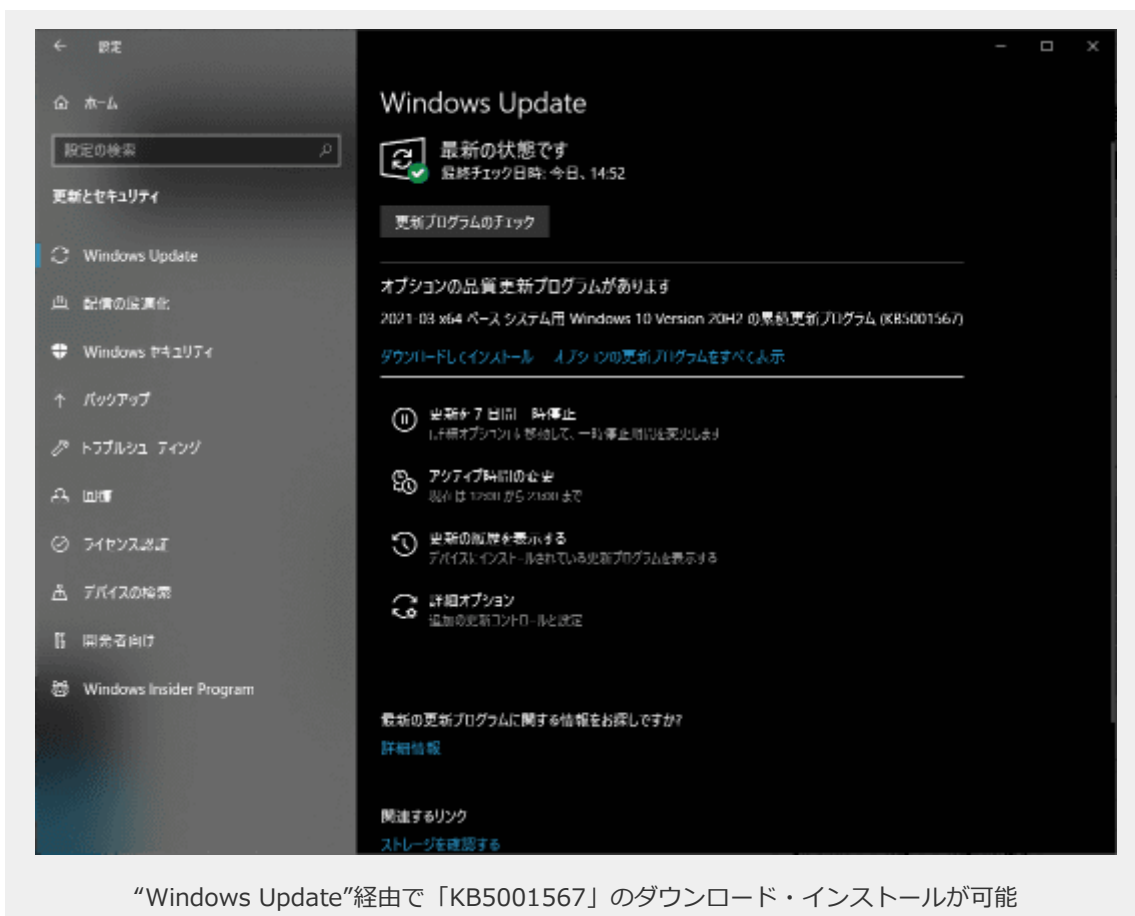 設定
ホーム
設定の検索
更新とセキュリティ
Windows Update
配信の最適化
Windows セキュリティ
バックアップ
トラブルシューティング
回復
ライセンス認証
デバイスの検索
開発者向け
Windows Insider Program
Windows Update
最新の状態です
最終チェック日時: 今日、14:52
更新プログラムのチェック
オプションの品質更新プログラムがあります
2021-03 x64 ベース システム用 Windows 10 Version 20H2 の累積更新プログラム (KB5001567)
ダウンロードしてインストール オプションの更新プログラムをすべて表示
更新を 7 日間一時停止
[詳細オプション] に移動して、一時停止期間を変更します
アクティブ時間の変更
現在は 12:00 から 23:00 まで
更新の履歴を表示する
デバイスにインストールされている更新プログラムを表示する
詳細オプション
追加の更新コントロールと設定
最新の更新プログラムに関する情報をお探しですか?
詳細情報
関連するリンク
ストレージを確認する
“Windows Update”経由で「KB5001567」のダウンロード・インストールが可能